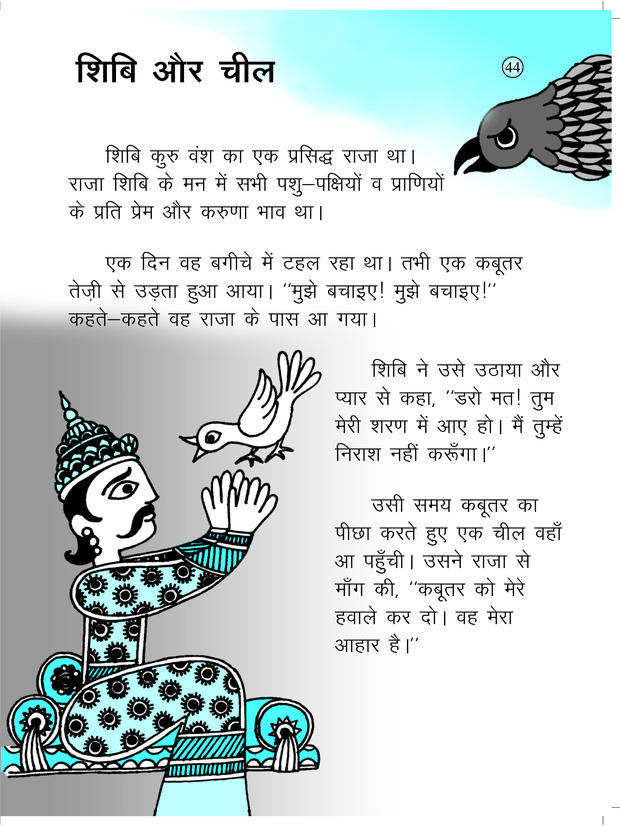 शिबि और चील
44
शिबि कुरु वंश का एक प्रसिद्ध राजा था।
राजा शिबि के मन में सभी पशु–पक्षियों व प्राणियों
के प्रति प्रेम और करुणा भाव था।
एक दिन वह बगीचे में टहल रहा था। तभी एक कबूतर
तेज़ी से उड़ता हुआ आया। “मुझे बचाइए! मुझे बचाइए!”
कहते–कहते वह राजा के पास आ गया।
शिबि ने उसे उठाया और
प्यार से कहा, “डरो मत! तुम
मेरी शरण में आए हो। मैं तुम्हें
निराश नहीं करूँगा।”
उसी समय कबूतर का
पीछा करते हुए एक चील वहाँ
आ पहुँची। उसने राजा से
माँग की, “कबूतर को मेरे
हवाले कर दो। वह मेरा
आहार है।”